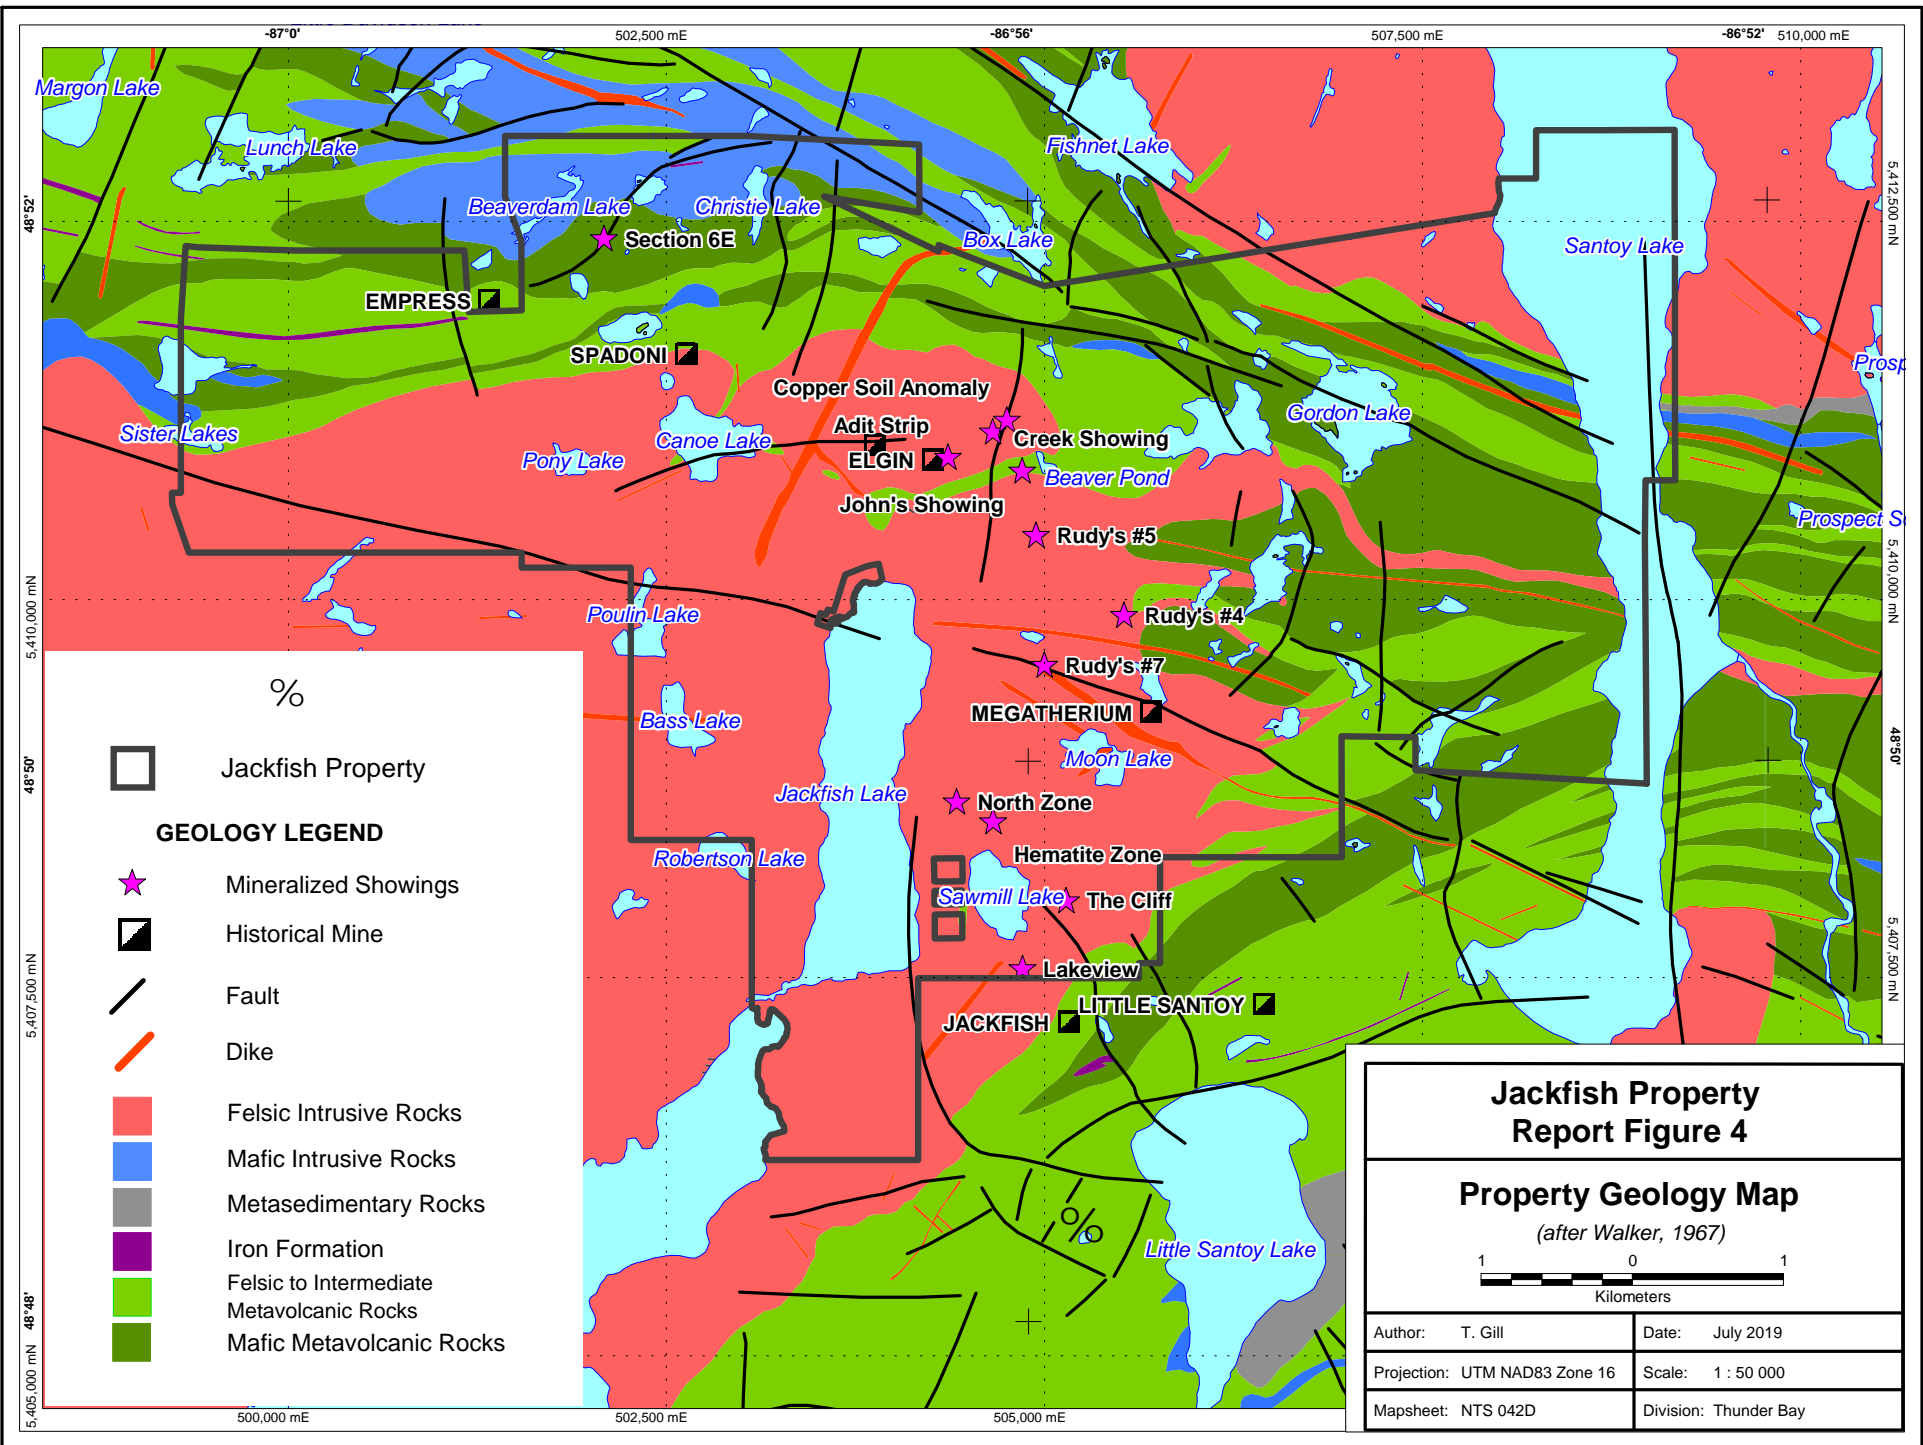 -87°0'
502,500 mE
-86°56'
507,500 mE
-86°52'
510,000 mE
Margon Lake
Lunch Lake
Fishnet Lake
48°52'
5,412,500 mN
Beaverdam Lake
Christie Lake
Section 6E
Box Lake
Santoy Lake
EMPRESS
SPADONI
Prosp
Copper Soil Anomaly
Gordon Lake
Sister Lakes
Adit Strip
Canoe Lake
Creek Showing
Pony Lake
ELGIN
Beaver Pond
John's Showing
Prospect S
Rudy's #5
5,410,000 mN
5,410,000 mN
Poulin Lake
Rudy's #4
Rudy's #7
MEGATHERIUM
Bass Lake
Moon Lake
48°50'
48°50'
Jackfish Lake
North Zone
Robertson Lake
Hematite Zone
Sawmill Lake
The Cliff
Lakeview
5,407,500 mN
5,407,500 mN
LITTLE SANTOY
JACKFISH
%
Little Santoy Lake
48°48'
5,405,000 mN
500,000 mE
502,500 mE
505,000 mE
%
Jackfish Property
GEOLOGY LEGEND
Mineralized Showings
Historical Mine
Fault
Dike
Felsic Intrusive Rocks
Mafic Intrusive Rocks
Metasedimentary Rocks
Iron Formation
Felsic to Intermediate
Metavolcanic Rocks
Mafic Metavolcanic Rocks
Jackfish Property
Report Figure 4
Property Geology Map
(after Walker, 1967)
1 0 1
Kilometers
Author: T. Gill
Date: July 2019
Projection: UTM NAD83 Zone 16
Scale: 1 : 50 000
Mapsheet: NTS 042D
Division: Thunder Bay